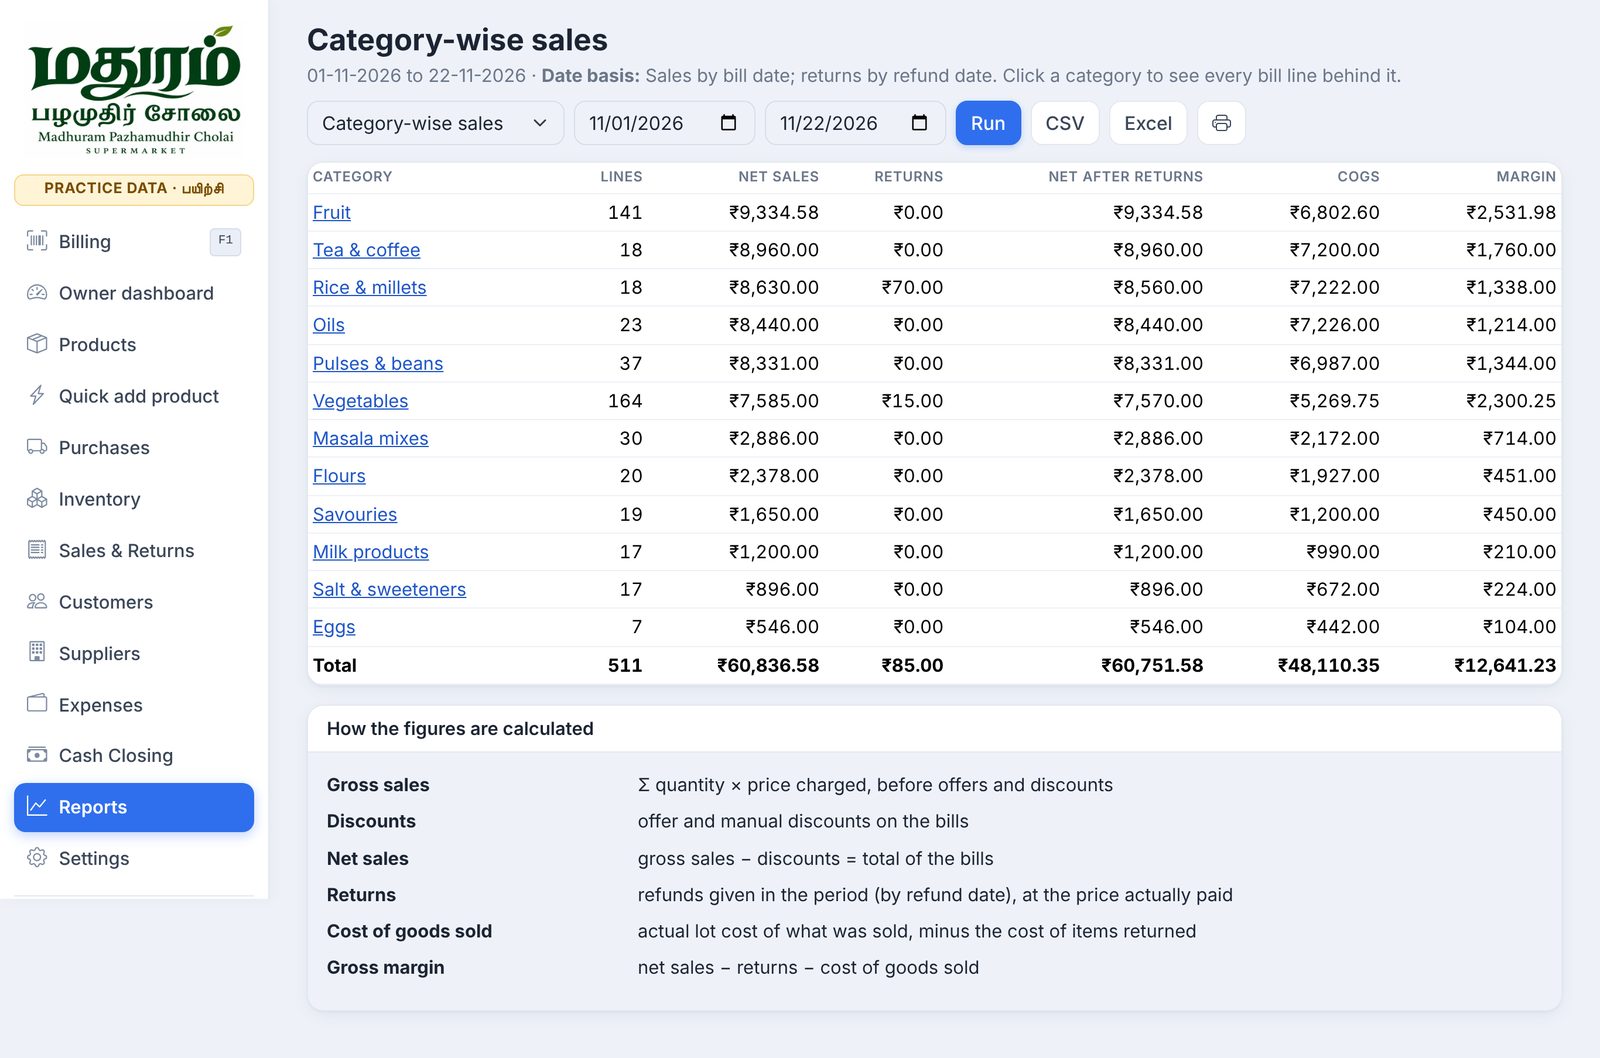 மதுரம்
பழமுதிர் சோலை
Madhuram Pazhamudhir Cholai
SUPERMARKET
PRACTICE DATA · பயிற்சி
Billing F1
Owner dashboard
Products
Quick add product
Purchases
Inventory
Sales & Returns
Customers
Suppliers
Expenses
Cash Closing
Reports
Settings
Category-wise sales
01-11-2026 to 22-11-2026 · Date basis: Sales by bill date; returns by refund date. Click a category to see every bill line behind it.
Category-wise sales 11/01/2026 11/22/2026 Run CSV Excel
CATEGORY LINES NET SALES RETURNS NET AFTER RETURNS COGS MARGIN
Fruit 141 ₹9,334.58 ₹0.00 ₹9,334.58 ₹6,802.60 ₹2,531.98
Tea & coffee 18 ₹8,960.00 ₹0.00 ₹8,960.00 ₹7,200.00 ₹1,760.00
Rice & millets 18 ₹8,630.00 ₹70.00 ₹8,560.00 ₹7,222.00 ₹1,338.00
Oils 23 ₹8,440.00 ₹0.00 ₹8,440.00 ₹7,226.00 ₹1,214.00
Pulses & beans 37 ₹8,331.00 ₹0.00 ₹8,331.00 ₹6,987.00 ₹1,344.00
Vegetables 164 ₹7,585.00 ₹15.00 ₹7,570.00 ₹5,269.75 ₹2,300.25
Masala mixes 30 ₹2,886.00 ₹0.00 ₹2,886.00 ₹2,172.00 ₹714.00
Flours 20 ₹2,378.00 ₹0.00 ₹2,378.00 ₹1,927.00 ₹451.00
Savouries 19 ₹1,650.00 ₹0.00 ₹1,650.00 ₹1,200.00 ₹450.00
Milk products 17 ₹1,200.00 ₹0.00 ₹1,200.00 ₹990.00 ₹210.00
Salt & sweeteners 17 ₹896.00 ₹0.00 ₹896.00 ₹672.00 ₹224.00
Eggs 7 ₹546.00 ₹0.00 ₹546.00 ₹442.00 ₹104.00
Total 511 ₹60,836.58 ₹85.00 ₹60,751.58 ₹48,110.35 ₹12,641.23
How the figures are calculated
Gross sales Σ quantity × price charged, before offers and discounts
Discounts offer and manual discounts on the bills
Net sales gross sales − discounts = total of the bills
Returns refunds given in the period (by refund date), at the price actually paid
Cost of goods sold actual lot cost of what was sold, minus the cost of items returned
Gross margin net sales − returns − cost of goods sold